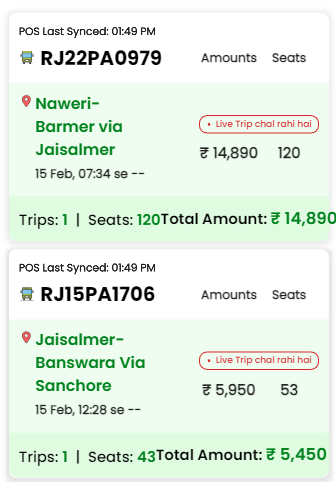 POS Last Synced: 01:49 PM
RJ22PA0979 Amounts Seats
Naweri-
Barmer via
Jaisalmer
• Live Trip chal rahi hai
₹ 14,890 120
15 Feb, 07:34 se --
Trips: 1 | Seats: 120 Total Amount: ₹ 14,890
POS Last Synced: 01:49 PM
RJ15PA1706 Amounts Seats
Jaisalmer-
Banswara Via
Sanchore
• Live Trip chal rahi hai
₹ 5,950 53
15 Feb, 12:28 se --
Trips: 1 | Seats: 43 Total Amount: ₹ 5,450